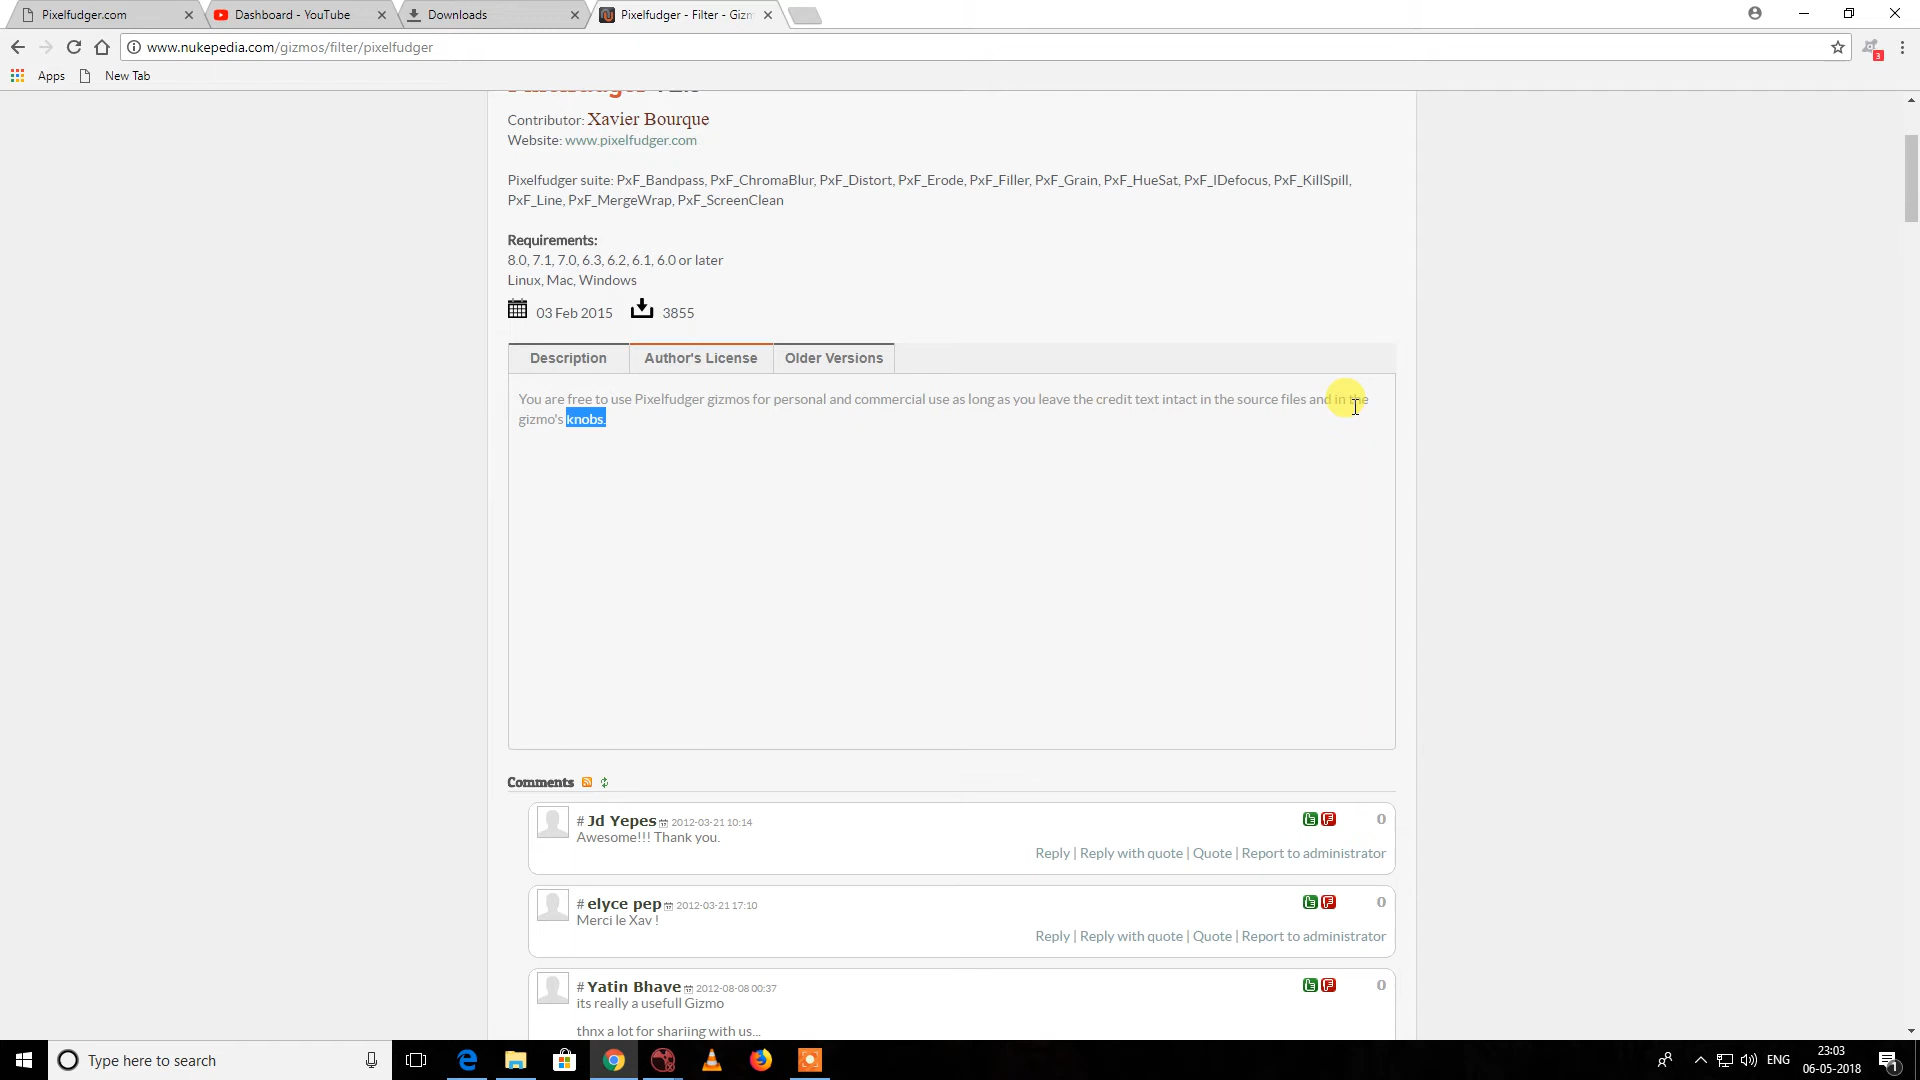 Pixelfudger.com
Dashboard - YouTube
Downloads
Pixelfudger - Filter - Gizm
www.nukepedia.com/gizmos/filter/pixelfudger
3
Apps
New Tab
Contributor: Xavier Bourque
Website: www.pixelfudger.com
Pixelfudger suite: PxF_Bandpass, PxF_ChromaBlur, PxF_Distort, PxF_Erode, PxF_Filler, PxF_Grain, PxF_HueSat, PxF_IDefocus, PxF_KillSpill,
PxF_Line, PxF_MergeWrap, PxF_ScreenClean
Requirements:
8.0, 7.1, 7.0, 6.3, 6.2, 6.1, 6.0 or later
Linux, Mac, Windows
03 Feb 2015 3855
Description Author's License Older Versions
You are free to use Pixelfudger gizmos for personal and commercial use as long as you leave the credit text intact in the source files and in the
gizmo's knobs.
Comments
# Jd Yepes 2012-03-21 10:14 0
Awesome!!! Thank you.
Reply | Reply with quote | Quote | Report to administrator
# elyce pep 2012-03-21 17:10 0
Merci le Xav !
Reply | Reply with quote | Quote | Report to administrator
# Yatin Bhave 2012-08-08 00:37 0
its really a usefull Gizmo
thnx a lot for shariing with us...
Type here to search
ENG
23:03
06-05-2018
1